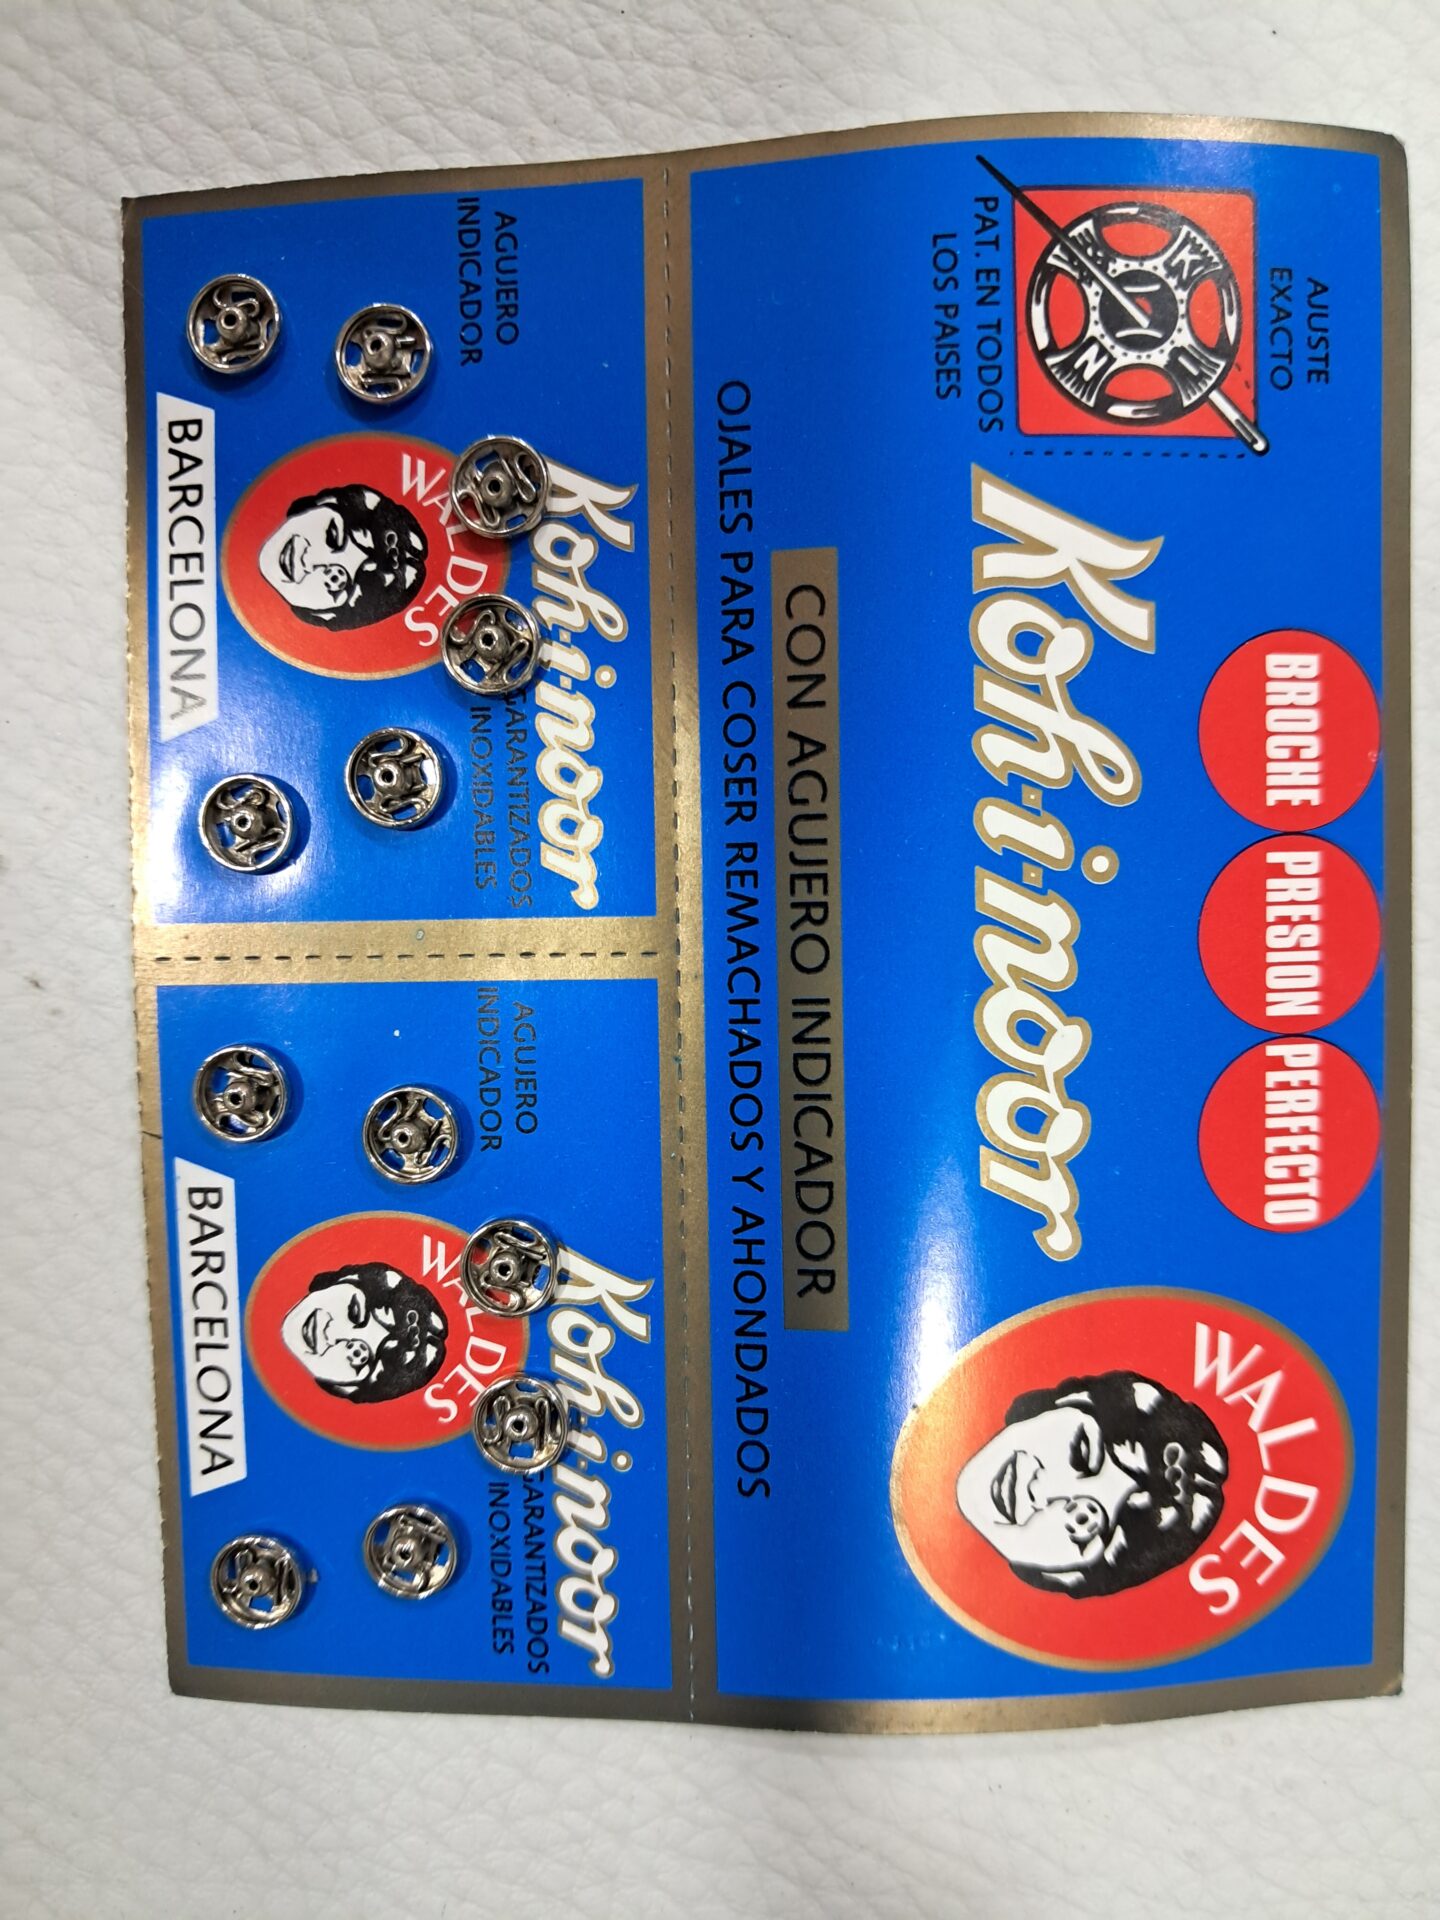 BROCHE PRESION PERFECTO
AJUSTE
EXACTO
KIN
PAT. EN TODOS
LOS PAISES
Koh-i-noor
WALDES
CON AGUJERO INDICADOR
OJALES PARA COSER REMACHADOS Y AHONDADOS
Koh-i-noor
AGUJERO
INDICADOR
WALDES
GARANTIZADOS
INOXIDABLES
BARCELONA
Koh-i-noor
AGUJERO
INDICADOR
WALDES
GARANTIZADOS
INOXIDABLES
BARCELONA